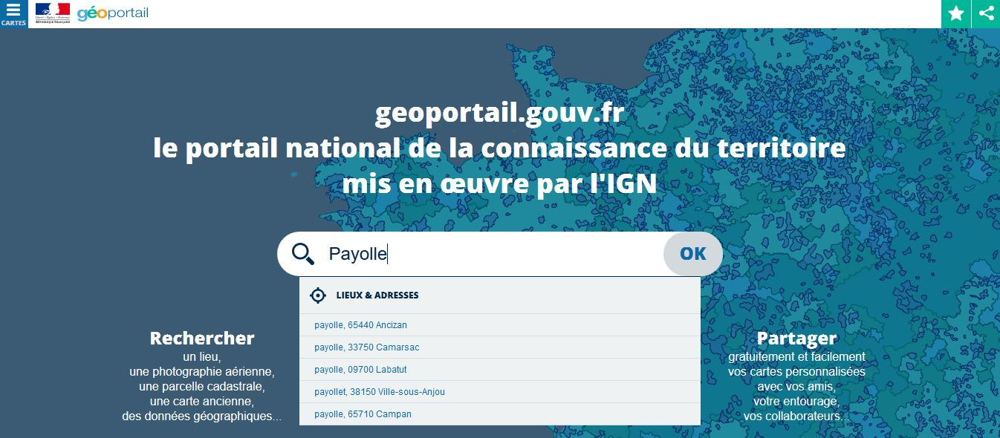 CARTES
Liberté • Égalité • Fraternité
RÉPUBLIQUE FRANÇAISE
géoportail
geoportail.gouv.fr
le portail national de la connaissance du territoire
mis en œuvre par l'IGN
Payolle
OK
LIEUX & ADRESSES
payolle, 65440 Ancizan
payolle, 33750 Camarsac
payolle, 09700 Labatut
payollet, 38150 Ville-sous-Anjou
payolle, 65710 Campan
Rechercher
un lieu,
une photographie aérienne,
une parcelle cadastrale,
une carte ancienne,
des données géographiques...
Partager
gratuitement et facilement
vos cartes personnalisées
avec vos amis,
votre entourage,
vos collaborateurs...